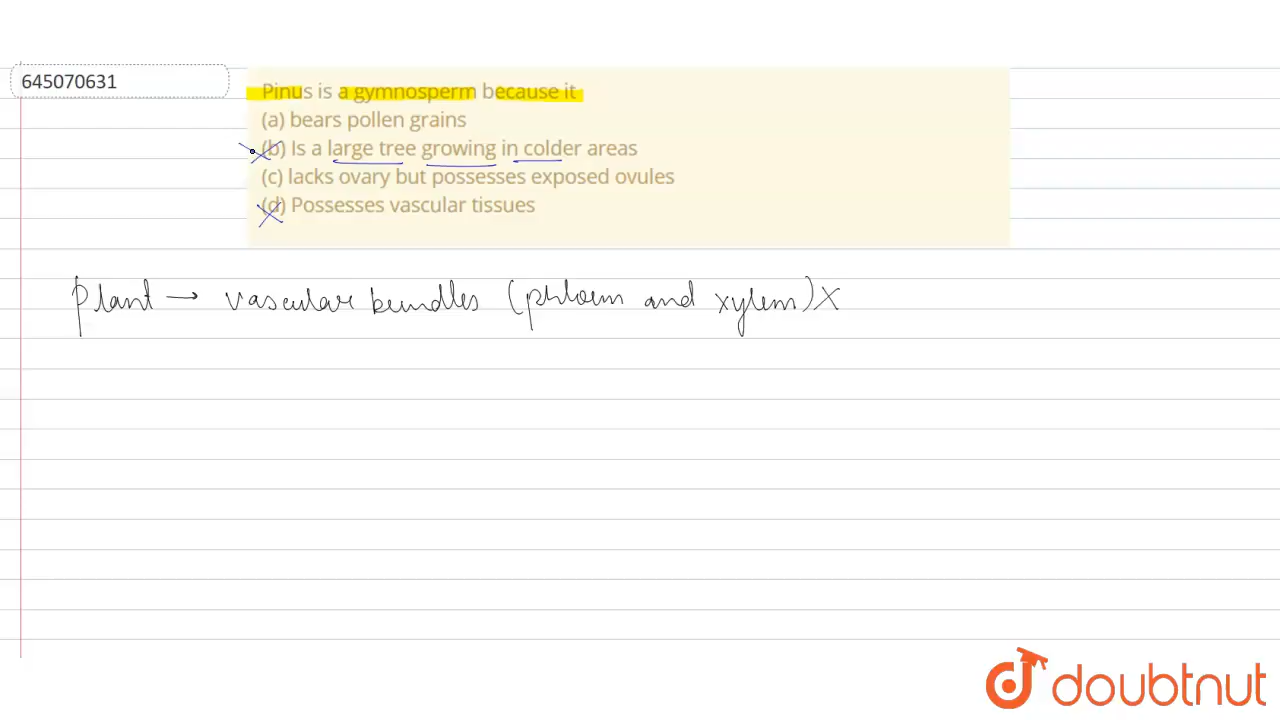 645070631
Pinus is a gymnosperm because it
(a) bears pollen grains
(b) Is a large tree growing in colder areas
(c) lacks ovary but possesses exposed ovules
(d) Possesses vascular tissues
Plant → vascular bundles (phloem and xylem) X
doubtnut